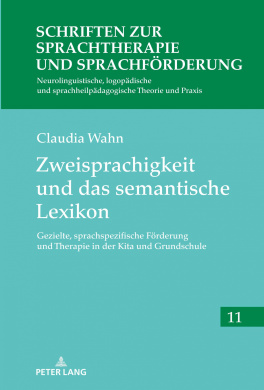 SCHRIFTEN ZUR
SPRACHTHERAPIE
UND SPRACHFÖRDERUNG
Neurolinguistische, logopädische
und sprachheilpädagogische Theorie und Praxis
Claudia Wahn
Zweisprachigkeit
und das semantische
Lexikon
Gezielte, sprachspezifische Förderung
und Therapie in der Kita und Grundschule
11
PETER LANG